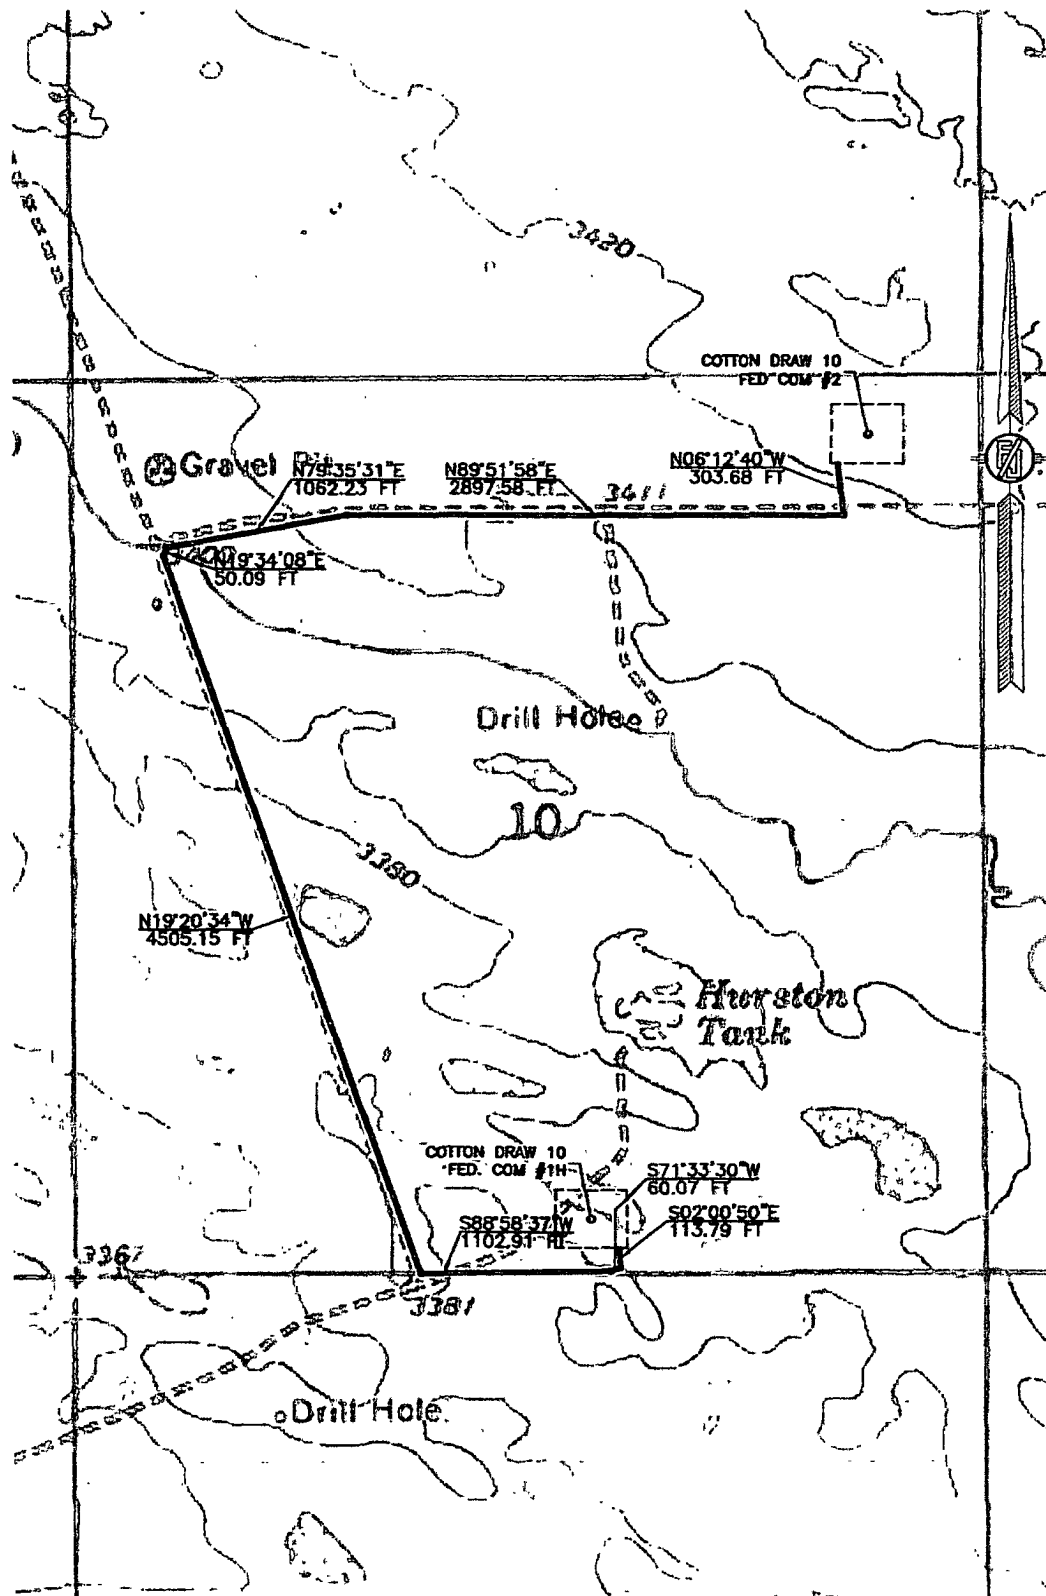 3420
COTTON DRAW 10
FED COM #2
Gravel Pit
N79°35'31"E
1062.23 FT
N89°51'58"E
2897.58 FT
N06°12'40"W
303.68 FT
3411
N19°34'08"E
50.09 FT
Drill Hole
10
3380
N19°20'34"W
4505.15 FT
Hurston
Tank
COTTON DRAW 10
FED. COM #1H
S71°33'30"W
60.07 FT
S88°58'37"W
1102.91 FT
S02°00'50"E
113.79 FT
3367
3381
Drill Hole